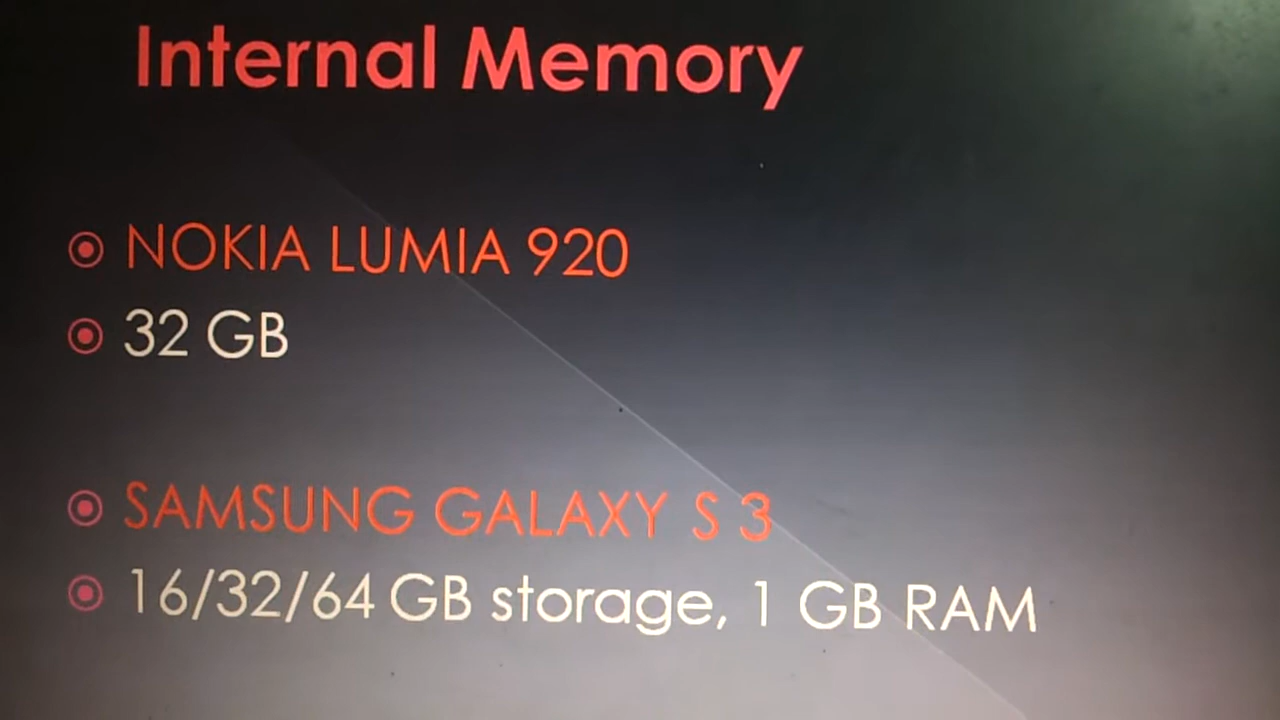 Internal Memory
NOKIA LUMIA 920
32 GB
SAMSUNG GALAXY S 3
16/32/64 GB storage, 1 GB RAM